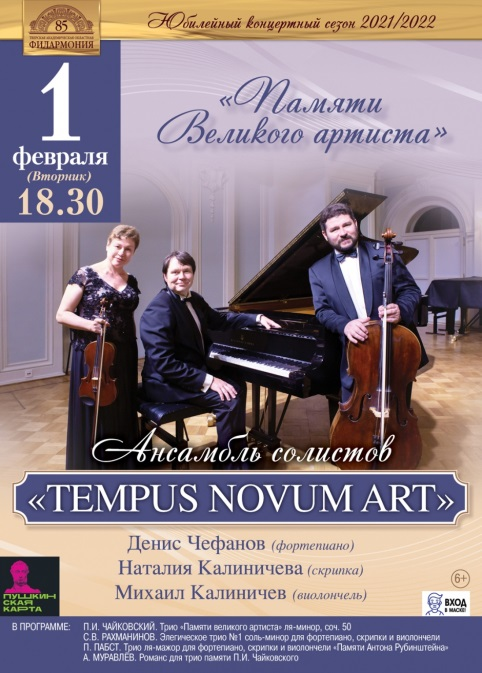 85
ТВЕРСКАЯ АКАДЕМИЧЕСКАЯ ОБЛАСТНАЯ
ФИЛАРМОНИЯ
Юбилейный концертный сезон 2021/2022
1
февраля
(Вторник)
18.30
«Памяти
Великого артиста»
Ансамбль солистов
«TEMPUS NOVUM ART»
Денис Чефанов (фортепиано)
Наталия Калиничева (скрипка)
Михаил Калиничев (виолончель)
ПУШКИН
СКАЯ
КАРТА
6+
ВХОД
В МАСКЕ!
В ПРОГРАММЕ: П.И. ЧАЙКОВСКИЙ. Трио "Памяти великого артиста» ля-минор, соч. 50
С.В. РАХМАНИНОВ. Элегическое трио №1 соль-минор для фортепиано, скрипки и виолончели
П. ПАБСТ. Трио ля-мажор для фортепиано, скрипки и виолончели «Памяти Антона Рубинштейна»
А. МУРАВЛЁВ. Романс для трио памяти П.И. Чайковского